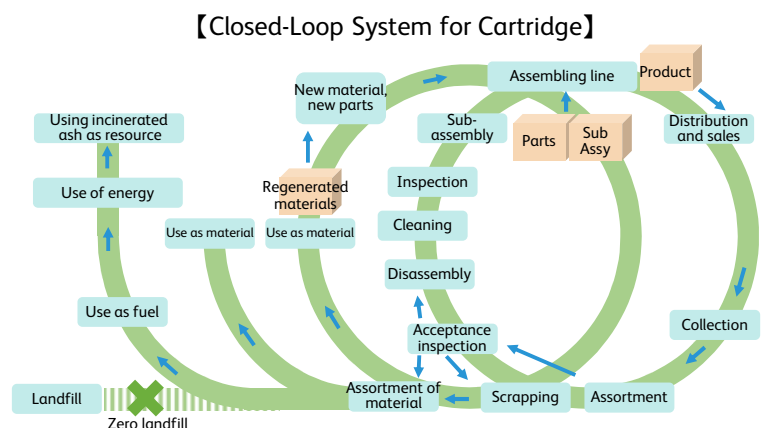 【Closed-Loop System for Cartridge】
Assembling line
Product
New material,
new parts
Using incinerated
ash as resource
Sub-
assembly
Parts
Sub
Assy
Distribution
and sales
Use of energy
Regenerated
materials
Inspection
Use as material
Use as material
Cleaning
Disassembly
Use as fuel
Acceptance
inspection
Collection
Landfill
Zero landfill
Assortment of
material
Scrapping
Assortment